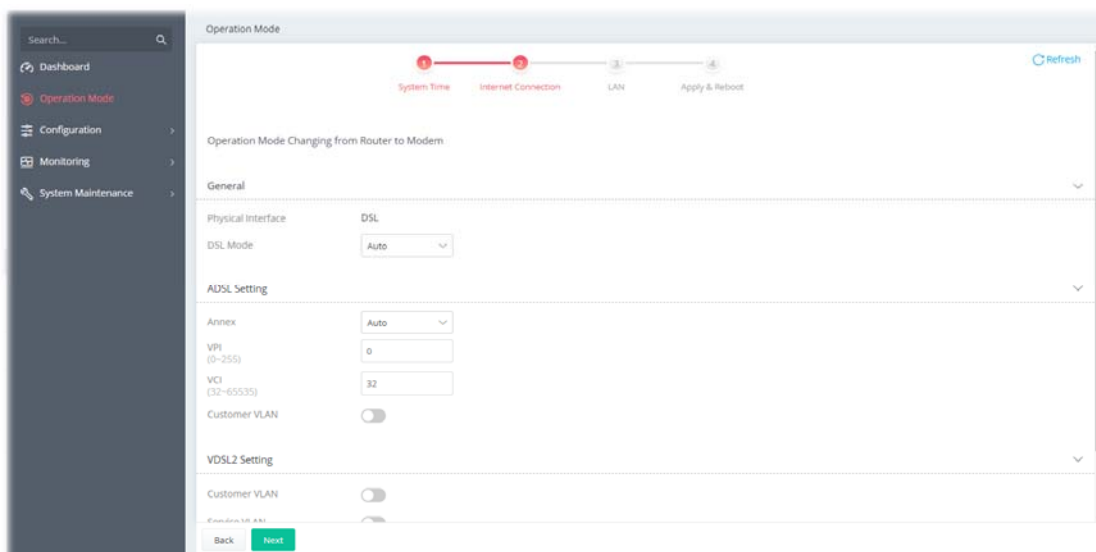 Search...
Dashboard
Operation Mode
Configuration
Monitoring
System Maintenance
Operation Mode
1 2 3 4
System Time Internet Connection LAN Apply & Reboot
Refresh
Operation Mode Changing from Router to Modem
General
Physical Interface DSL
DSL Mode Auto
ADSL Setting
Annex Auto
VPI 0
(0~255)
VCI 32
(32~65535)
Customer VLAN
VDSL2 Setting
Customer VLAN
Service VLAN
Back Next